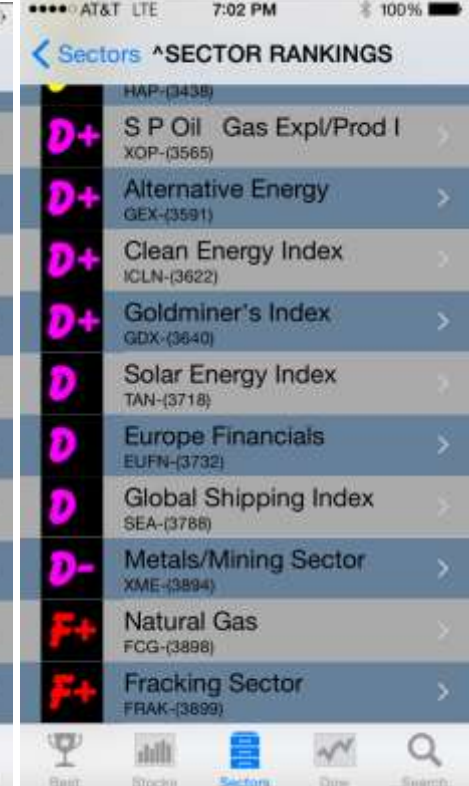 AT&T LTE 7:02 PM 100%
Sectors ^SECTOR RANKINGS
HAP-(3438)
D+ S P Oil Gas Expl/Prod I
XOP-(3565)
D+ Alternative Energy
GEX-(3591)
D+ Clean Energy Index
ICLN-(3622)
D+ Goldminer's Index
GDX-(3640)
D Solar Energy Index
TAN-(3718)
D Europe Financials
EUFN-(3732)
D Global Shipping Index
SEA-(3788)
D- Metals/Mining Sector
XME-(3894)
F+ Natural Gas
FCG-(3898)
F+ Fracking Sector
FRAK-(3899)
Best Stocks Sectors Dow Search